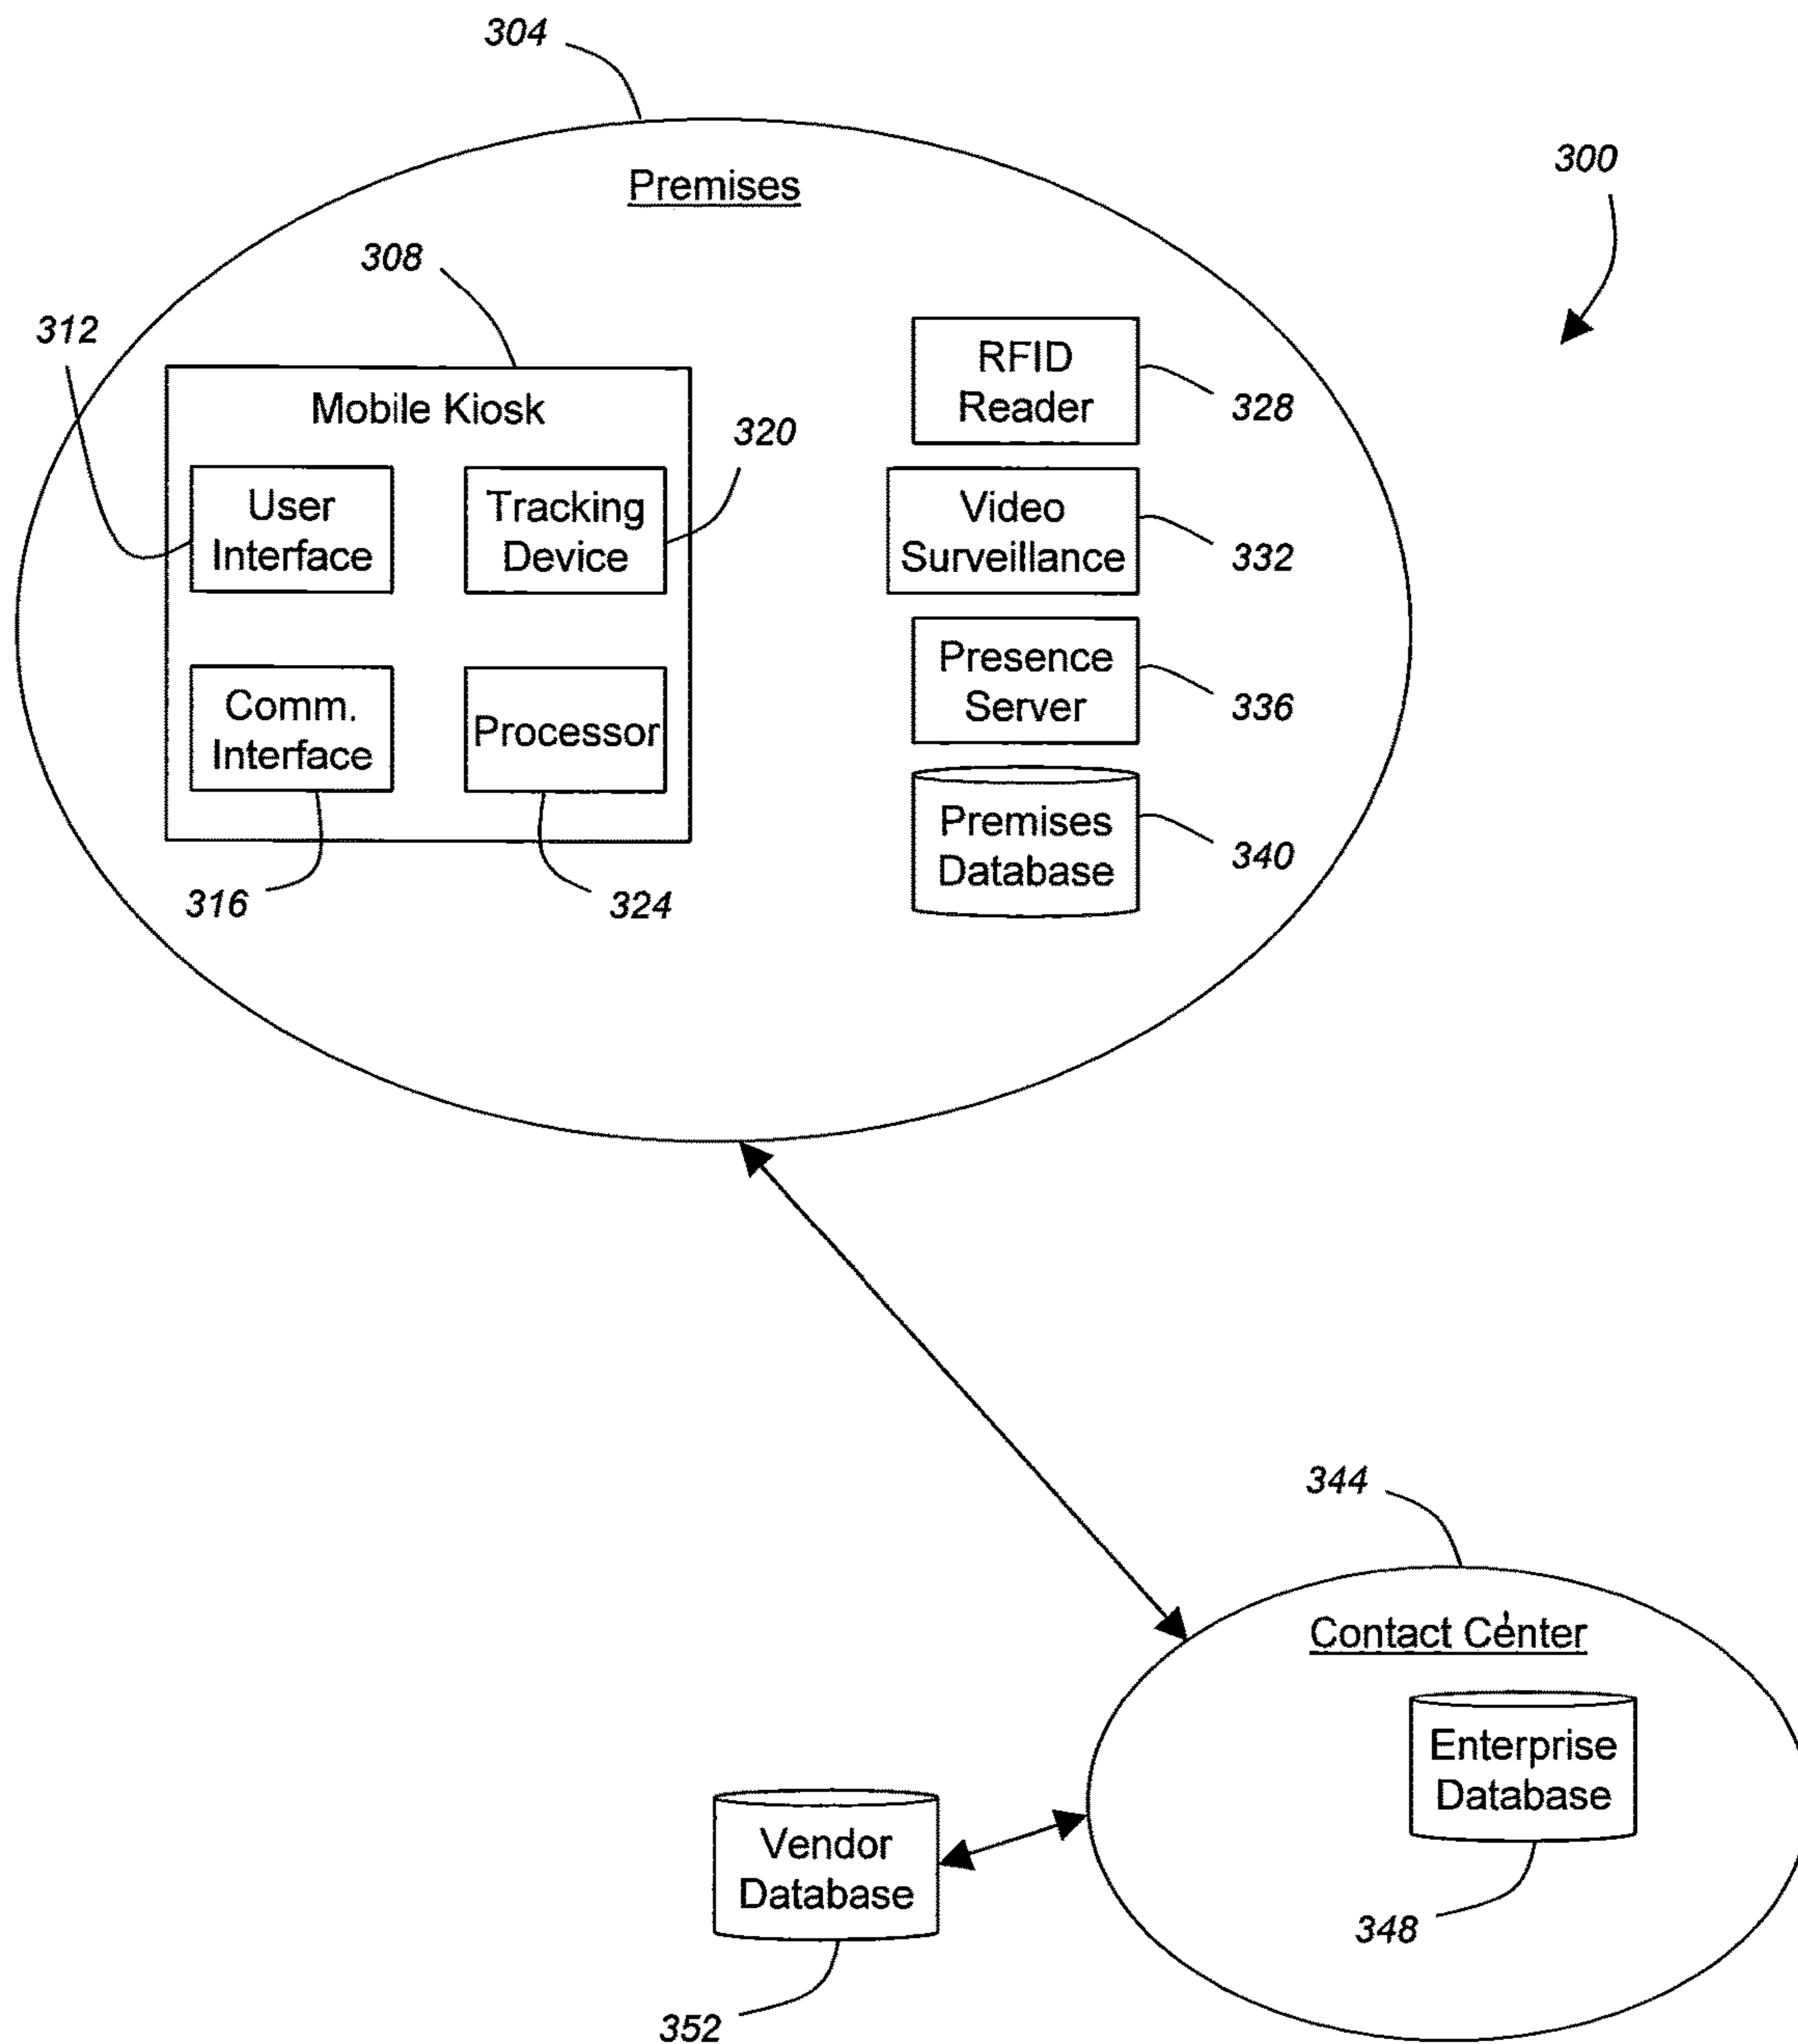 304
300
Premises
308
312
Mobile Kiosk
320
User
Interface
Tracking
Device
Comm.
Interface
Processor
316
324
RFID
Reader
328
Video
Surveillance
332
Presence
Server
336
Premises
Database
340
344
Contact Center
Enterprise
Database
348
Vendor
Database
352